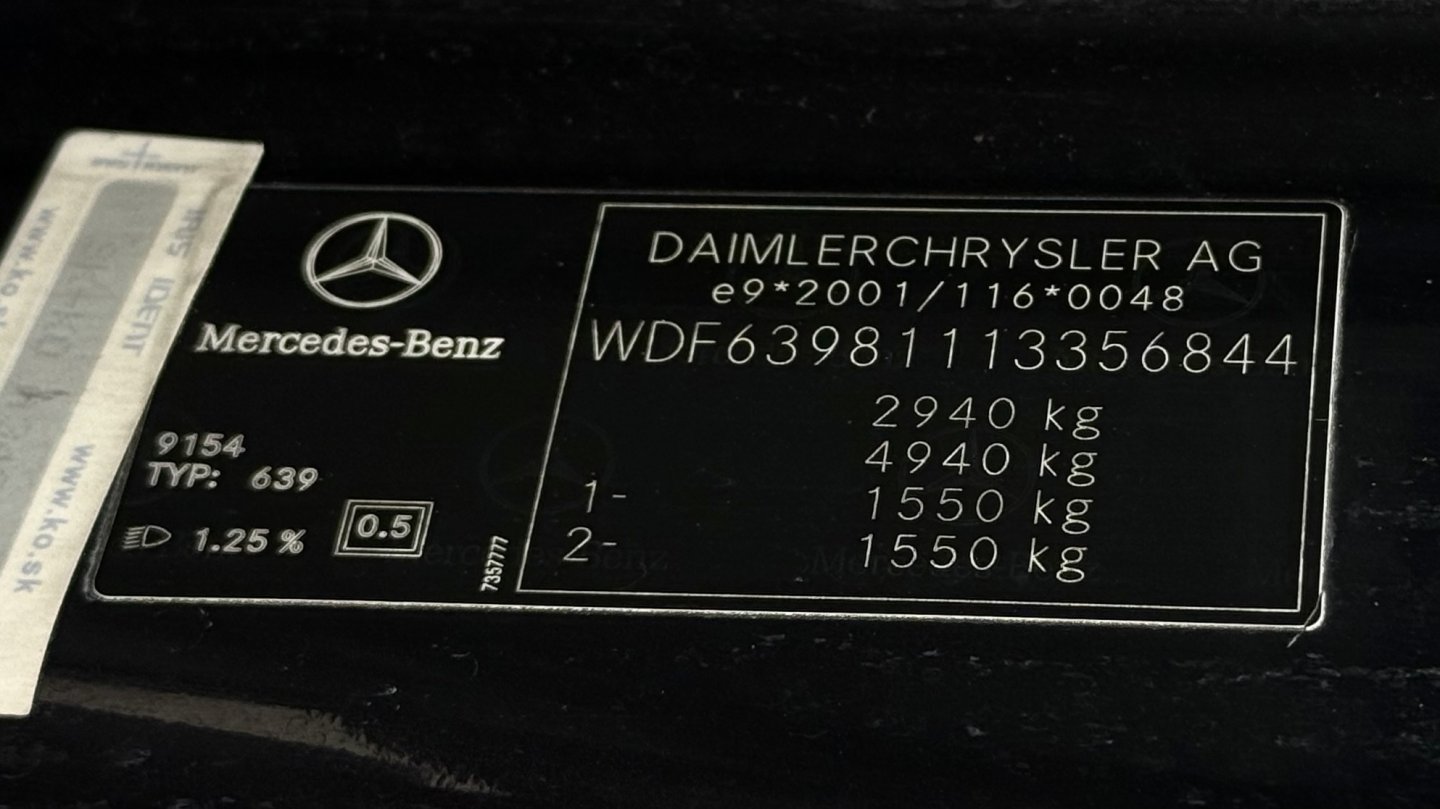 Mercedes-Benz
9154
TYP: 639
1.25 %
0.5
7357777
DAIMLERCHRYSLER AG
e9*2001/116*0048
WDF63981113356844
2940 kg
4940 kg
1- 1550 kg
2- 1550 kg
IDENT
www.ko.sk